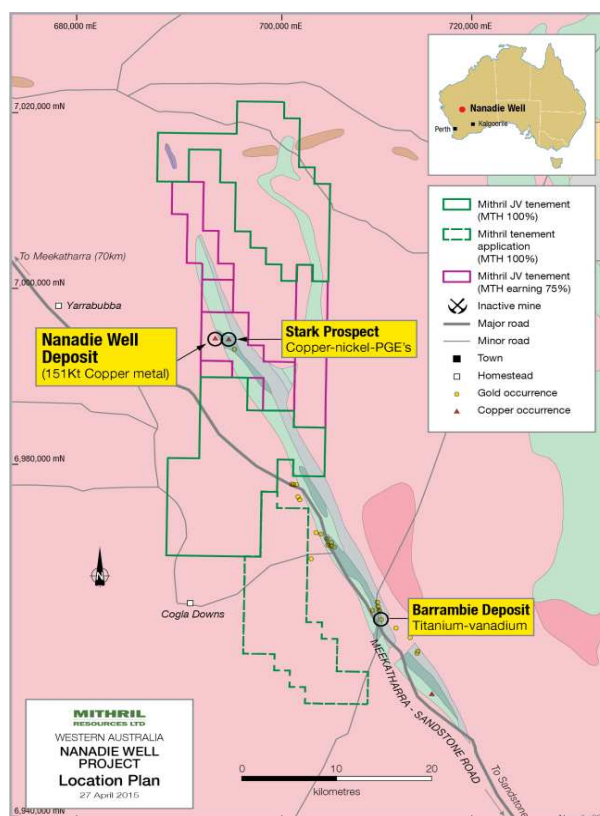 680,000 mE
700,000 mE
720,000 mE
7,020,000 mN
Nanadie Well
Perth
Kalgoorlie
Mithril JV tenement
(MTH 100%)
Mithril tenement
application
(MTH 100%)
Mithril JV tenement
(MTH earning 75%)
Inactive mine
Major road
Minor road
Town
Homestead
Gold occurrence
Copper occurrence
To Meekatharra (70km)
7,000,000 mN
Yarrabubba
Nanadie Well
Deposit
(151Kt Copper metal)
Stark Prospect
Copper-nickel-PGE's
6,980,000 mN
N
Cogla Downs
Barrambie Deposit
Titanium-vanadium
MEEKATHARRA - SANDSTONE ROAD
To Sandstone
MITHRIL
RESOURCES LTD
WESTERN AUSTRALIA
NANADIE WELL
PROJECT
Location Plan
27 April 2015
0
10
20
kilometres
6,940,000 mN